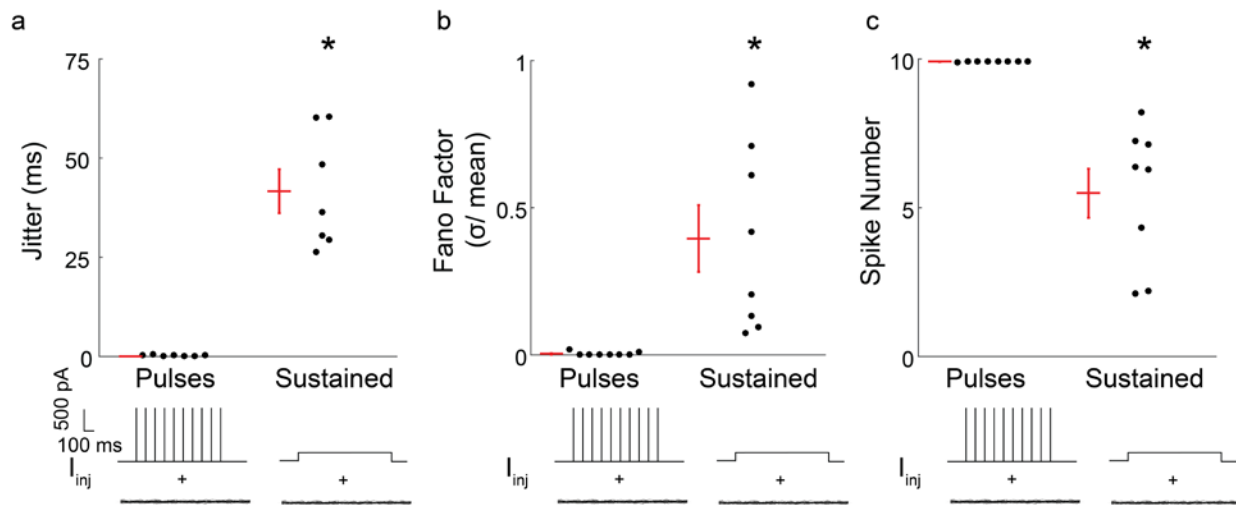 a
*
75
50
25
0
Jitter (ms)
Pulses
Sustained
500 pA
100 ms
Iinj
+
+
b
*
1
0.5
0
Fano Factor
(σ/ mean)
Pulses
Sustained
Iinj
+
+
c
*
10
5
0
Spike Number
Pulses
Sustained
Iinj
+
+